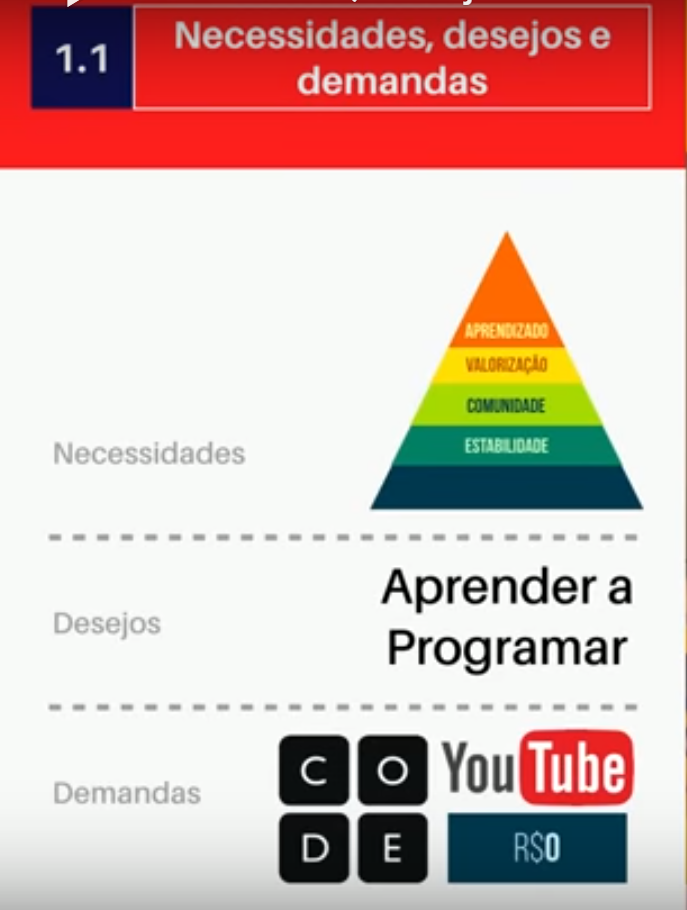 1.1
Necessidades, desejos e
demandas
APRENDIZADO
VALORIZAÇÃO
COMUNIDADE
ESTABILIDADE
Necessidades
Aprender a
Programar
Desejos
Demandas
C O
D E
YouTube
R$0